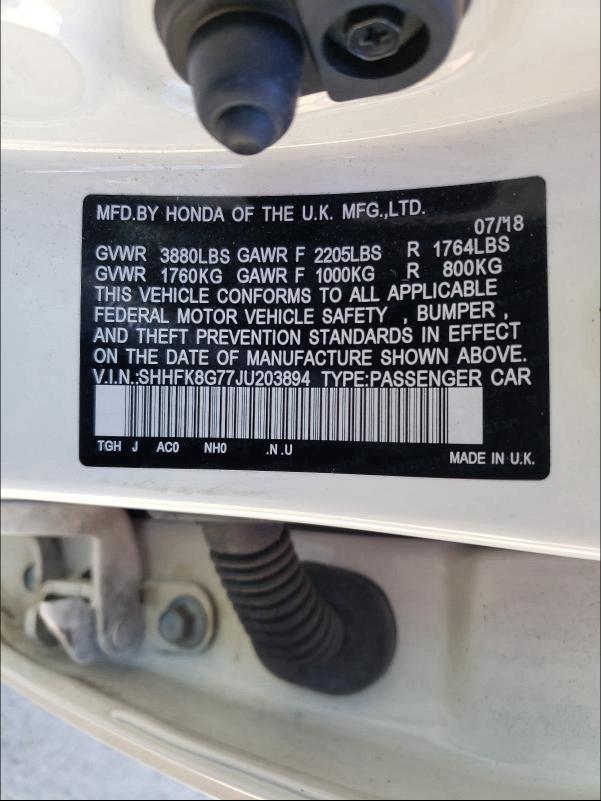 MFD.BY HONDA OF THE U.K. MFG.,LTD.
07/18
GVWR 3880LBS GAWR F 2205LBS R 1764LBS
GVWR 1760KG GAWR F 1000KG R 800KG
THIS VEHICLE CONFORMS TO ALL APPLICABLE
FEDERAL MOTOR VEHICLE SAFETY , BUMPER ,
AND THEFT PREVENTION STANDARDS IN EFFECT
ON THE DATE OF MANUFACTURE SHOWN ABOVE.
V.I.N.:SHHFK8G77JU203894 TYPE:PASSENGER CAR
TGH J AC0 NH0 .N .U
MADE IN U.K.